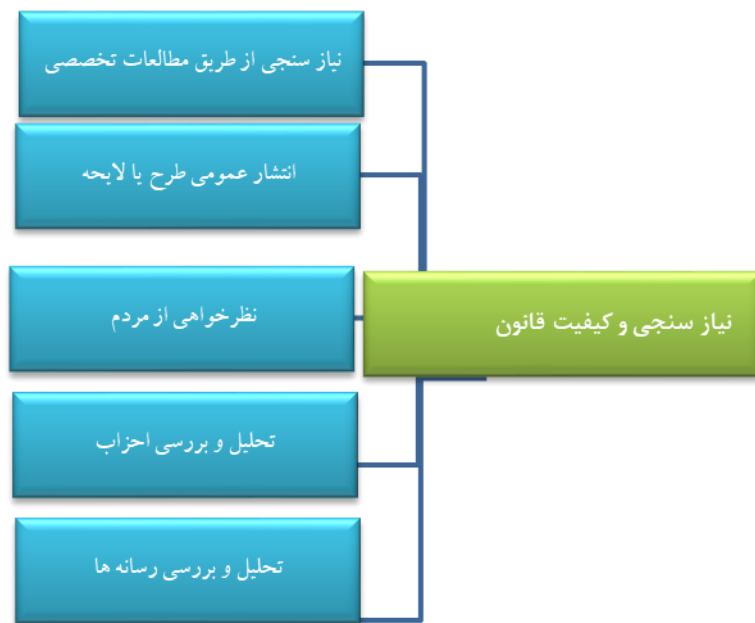 نیاز سنجی از طریق مطالعات تخصصی
انتشار عمومی طرح یا لایحه
نظرخواهی از مردم
نیاز سنجی و کیفیت قانون
تحلیل و بررسی احزاب
تحلیل و بررسی رسانه ها